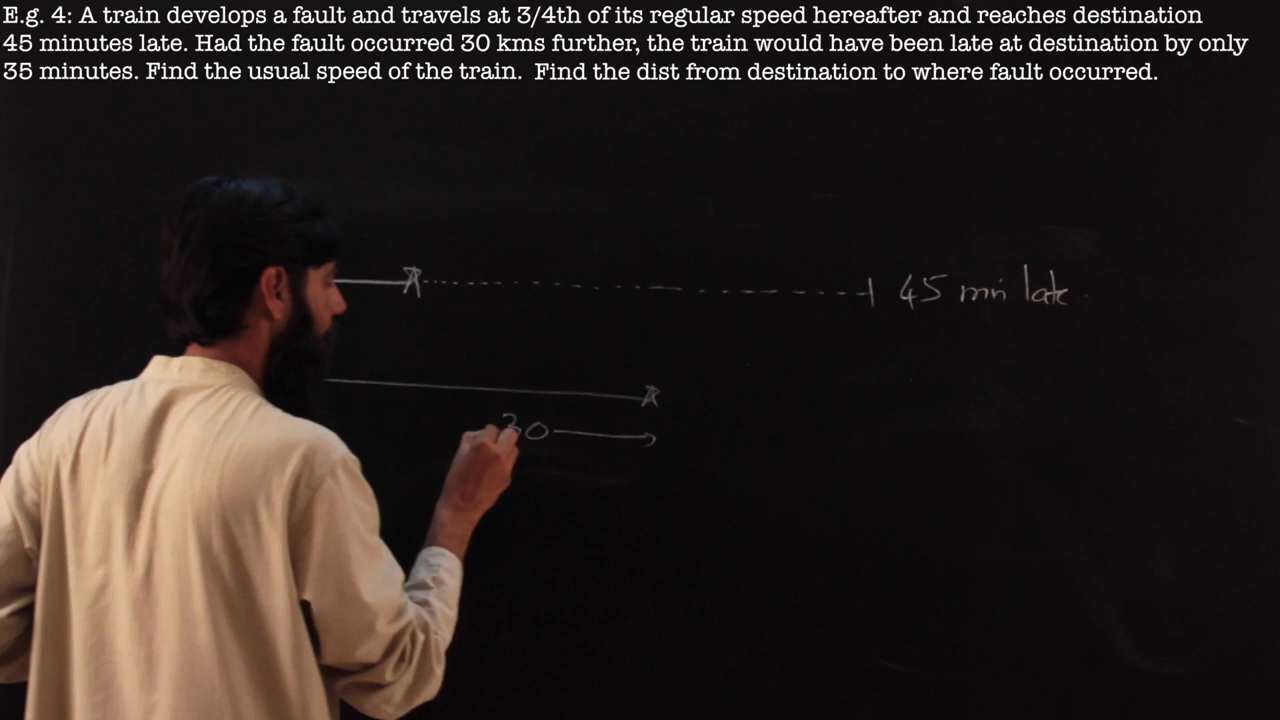 E.g. 4: A train develops a fault and travels at 3/4th of its regular speed hereafter and reaches destination
45 minutes late. Had the fault occurred 30 kms further, the train would have been late at destination by only
35 minutes. Find the usual speed of the train. Find the dist from destination to where fault occurred.
45 min late
30